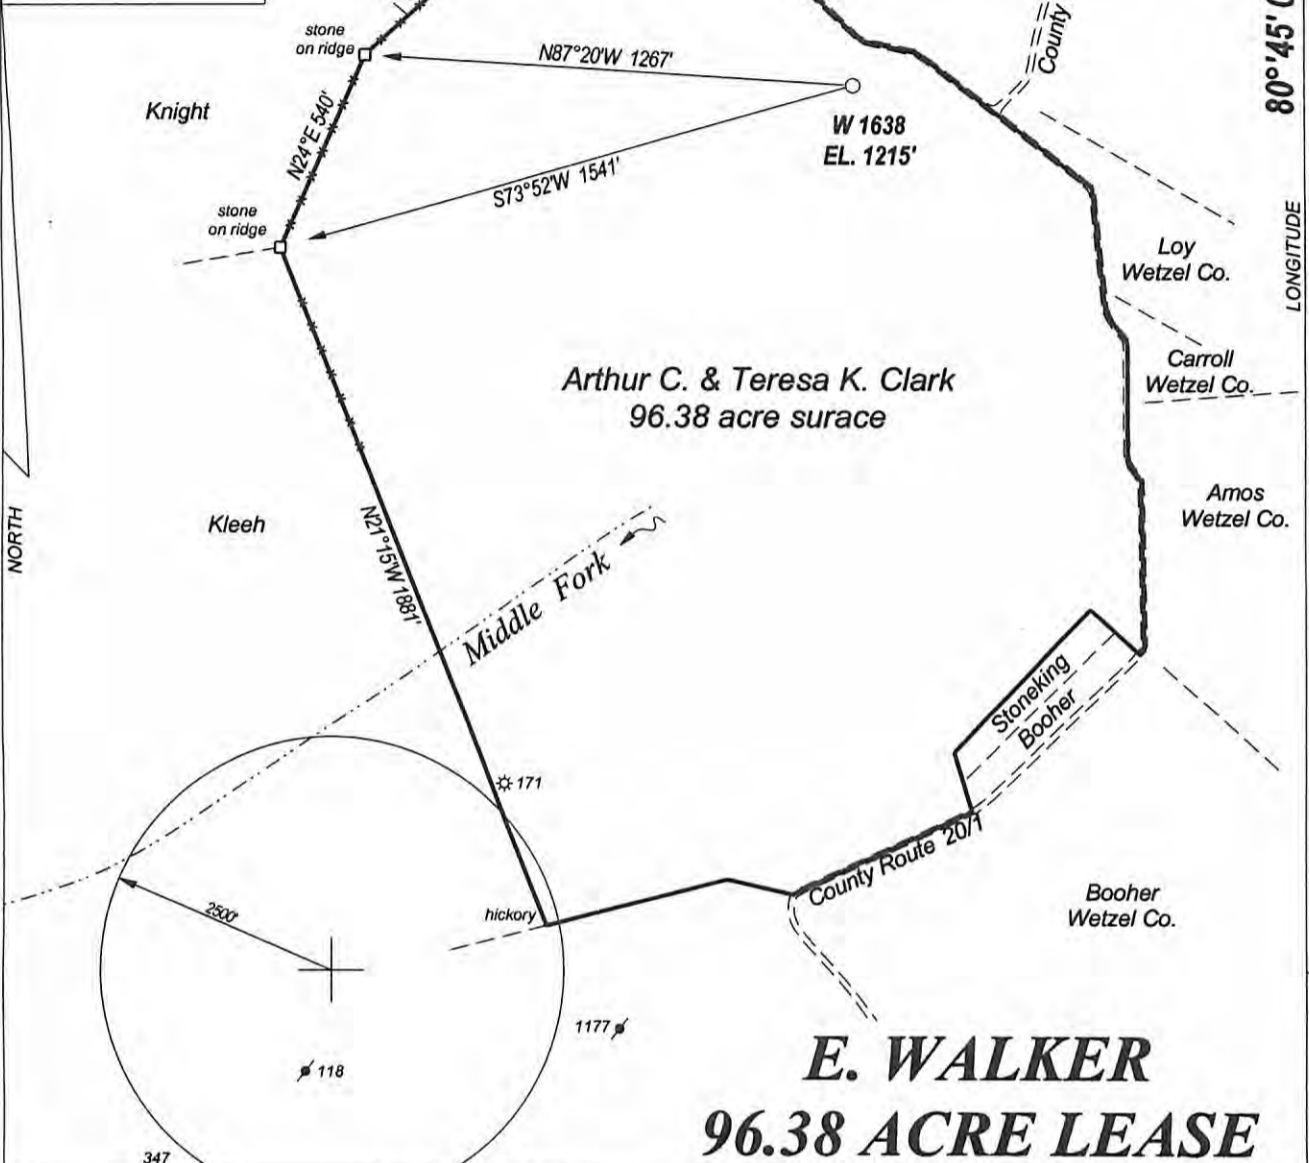 stone
on ridge
N87°20'W 1267'
County
80°45'
Knight
N24°E 540'
W 1638
EL. 1215'
S73°52'W 1541'
stone
on ridge
Loy
Wetzel Co.
LONGITUDE
Carroll
Wetzel Co.
Arthur C. & Teresa K. Clark
96.38 acre surace
Amos
Wetzel Co.
NORTH
Kleeh
N21°15'W 1881'
Middle Fork
Stoneking
Booher
171
County Route 20/1
Booher
Wetzel Co.
2500'
hickory
1177
118
E. WALKER
96.38 ACRE LEASE
347